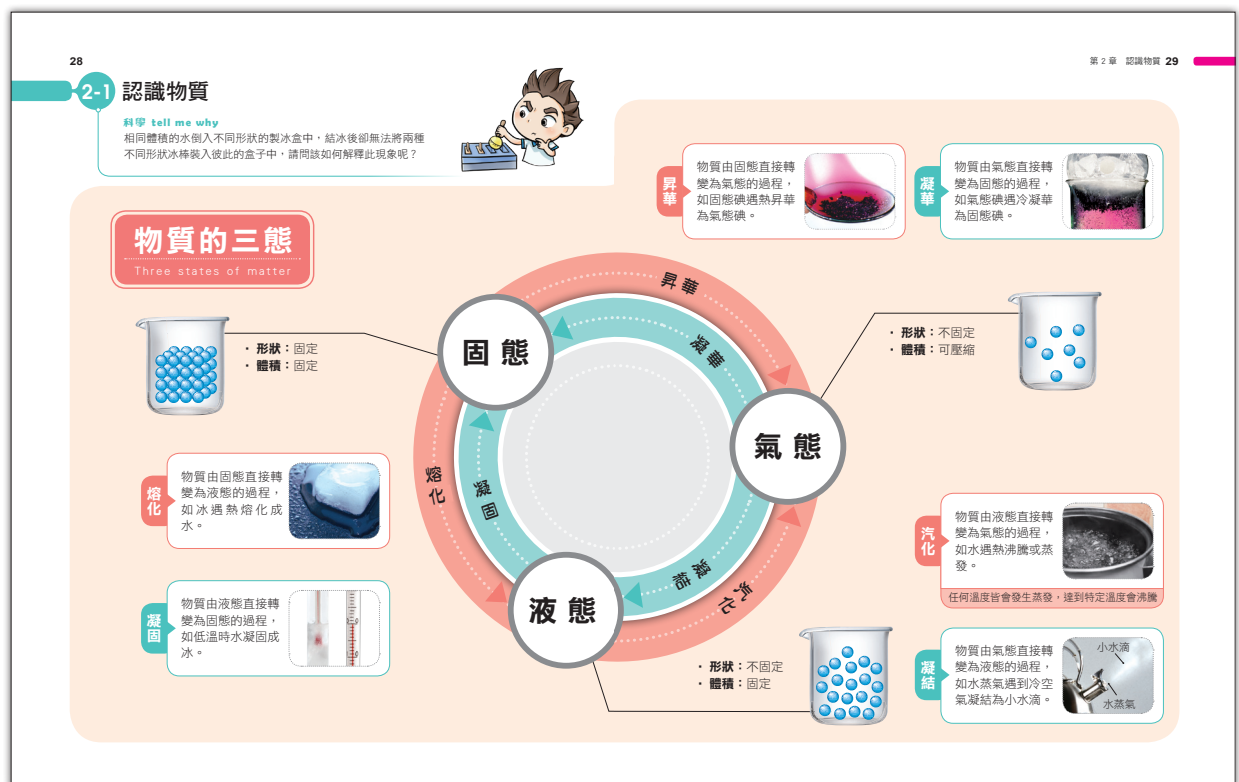 28
第 2 章 認識物質 29
2-1 認識物質
科學 tell me why
相同體積的水倒入不同形狀的製冰盒中，結冰後卻無法將兩種
不同形狀冰棒裝入彼此的盒子中，請問該如何解釋此現象呢？
物質的三態
Three states of matter
昇華
物質由固態直接轉
變為氣態的過程，
如固態碘遇熱昇華
為氣態碘。
凝華
物質由氣態直接轉
變為固態的過程，
如氣態碘遇冷凝華
為固態碘。
固態
・形狀：固定
・體積：固定
昇華
凝華
氣態
・形狀：不固定
・體積：可壓縮
熔化
凝固
凝結
汽化
液態
・形狀：不固定
・體積：固定
熔化
物質由固態直接轉
變為液態的過程，
如冰遇熱熔化成
水。
凝固
物質由液態直接轉
變為固態的過程，
如低溫時水凝固成
冰。
汽化
物質由液態直接轉
變為氣態的過程，
如水遇熱沸騰或蒸
發。
任何溫度皆會發生蒸發，達到特定溫度會沸騰
凝結
物質由氣態直接轉
變為液態的過程，
如水蒸氣遇到冷空
氣凝結為小水滴。
小水滴
水蒸氣